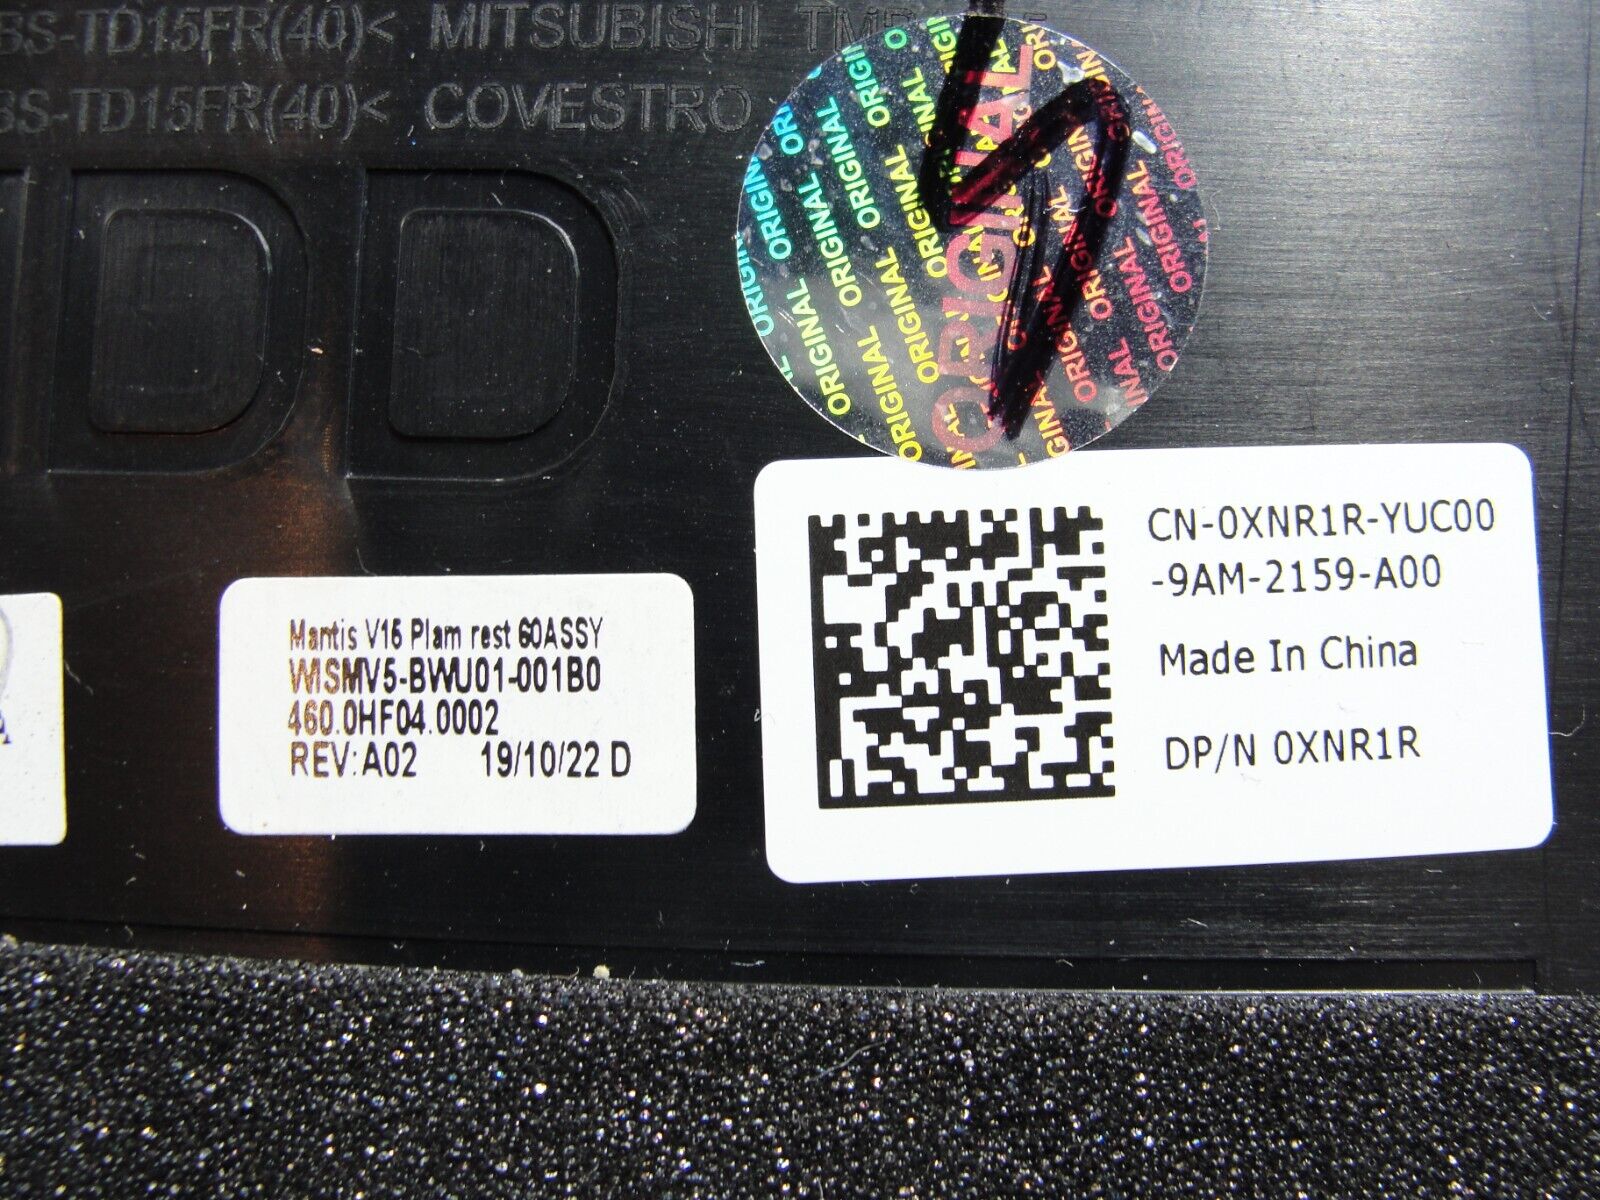 BS-TD15FR(40)< MITSUBISHI
BS-TD15FR(40)< COVESTRO
ORIGINAL
Mantis V15 Plam rest 60ASSY
WISMV5-BWU01-001B0
460.0HF04.0002
REV:A02 19/10/22 D
CN-0XNR1R-YUC00
-9AM-2159-A00
Made In China
DP/N 0XNR1R